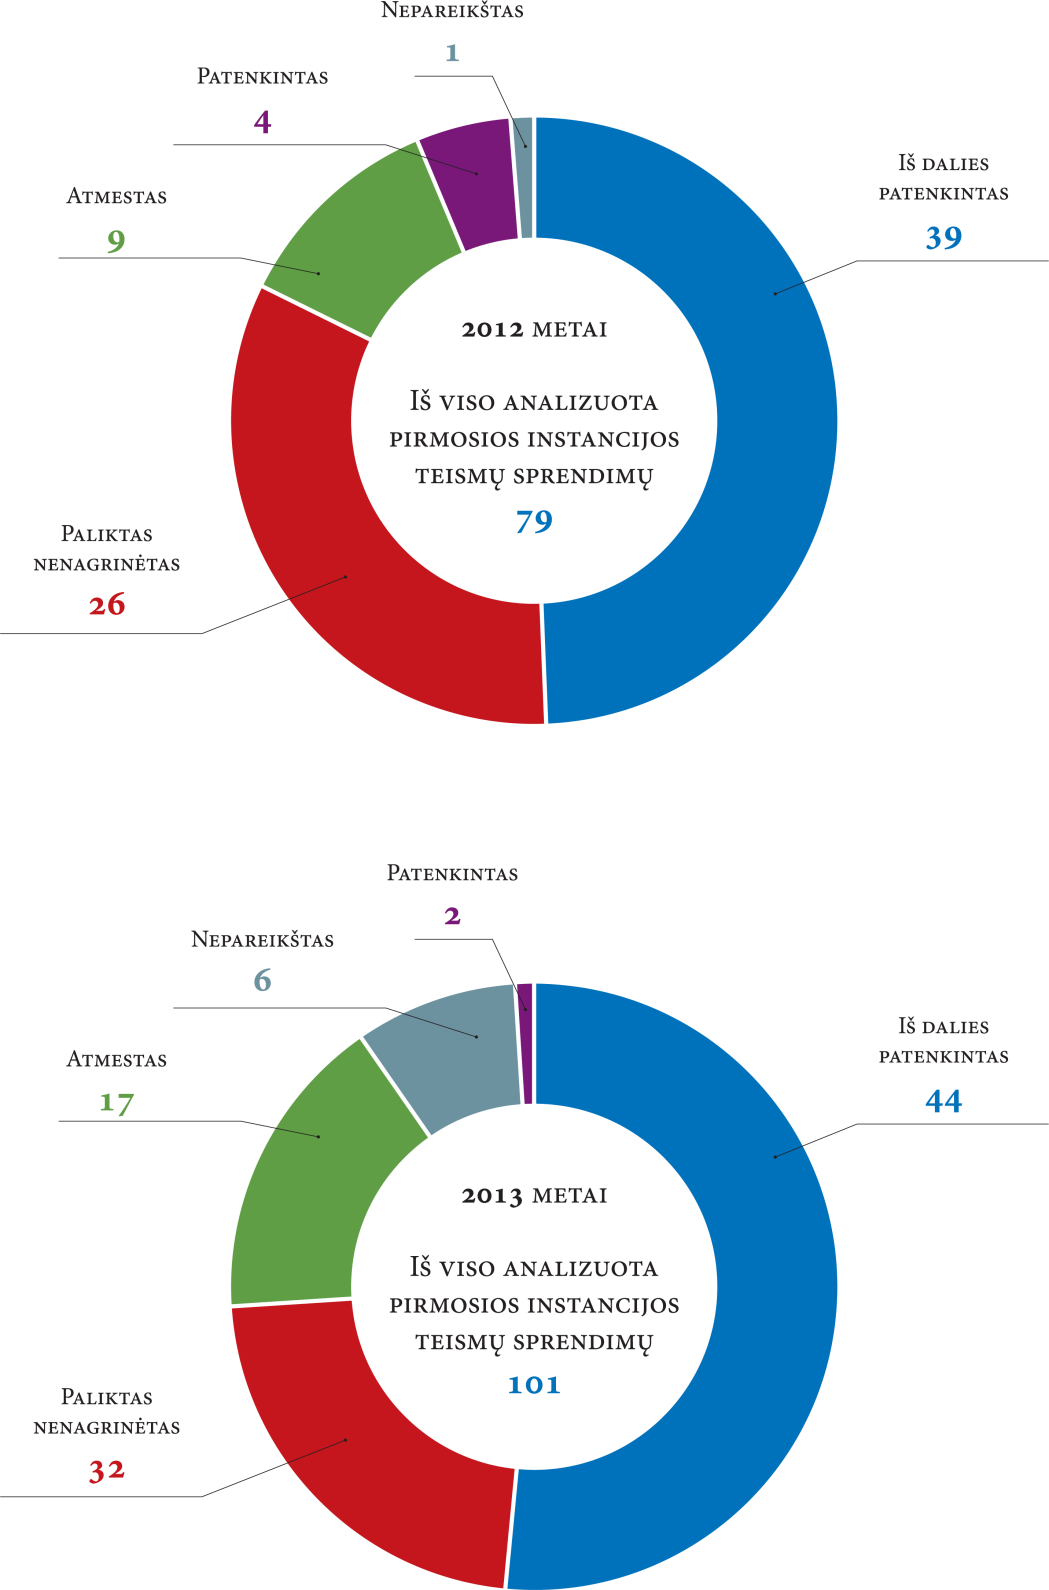 Nepareikštas
1
Patenkintas
4
Atmestas
9
Iš dalies
patenkintas
39
2012 metai
Iš viso analizuota
pirmosios instancijos
teismų sprendimų
79
Paliktas
nenagrinėtas
26
Patenkintas
2
Nepareikštas
6
Atmestas
17
Iš dalies
patenkintas
44
2013 metai
Iš viso analizuota
pirmosios instancijos
teismų sprendimų
101
Paliktas
nenagrinėtas
32